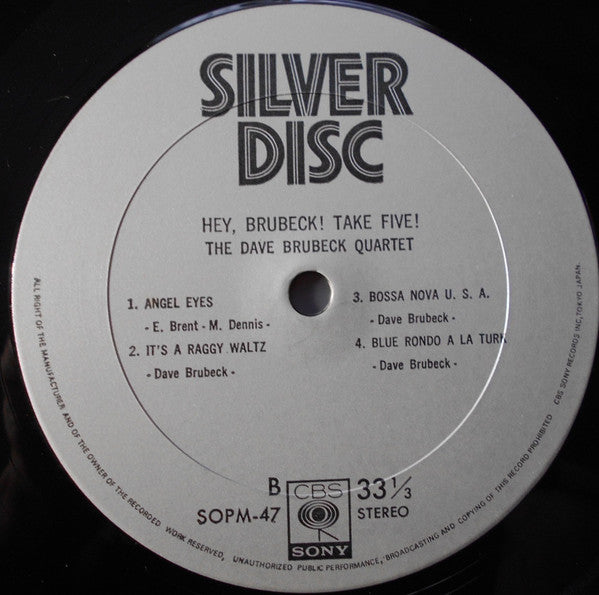 SILVER
DISC
HEY, BRUBECK! TAKE FIVE!
THE DAVE BRUBECK QUARTET
1. ANGEL EYES
- E. Brent - M. Dennis -
2. IT'S A RAGGY WALTZ
- Dave Brubeck -
3. BOSSA NOVA U. S. A.
- Dave Brubeck -
4. BLUE RONDO A LA TURK
- Dave Brubeck -
B
SOPM-47
CBS
SONY
33 1/3
STEREO
ALL RIGHT OF THE MANUFACTURER AND OF THE OWNER OF THE RECORDED WORK RESERVED, UNAUTHORIZED PUBLIC PERFORMANCE, BROADCASTING AND COPYING OF THIS RECORD PROHIBITED CBS SONY RECORDS INC, TOKYO JAPAN.